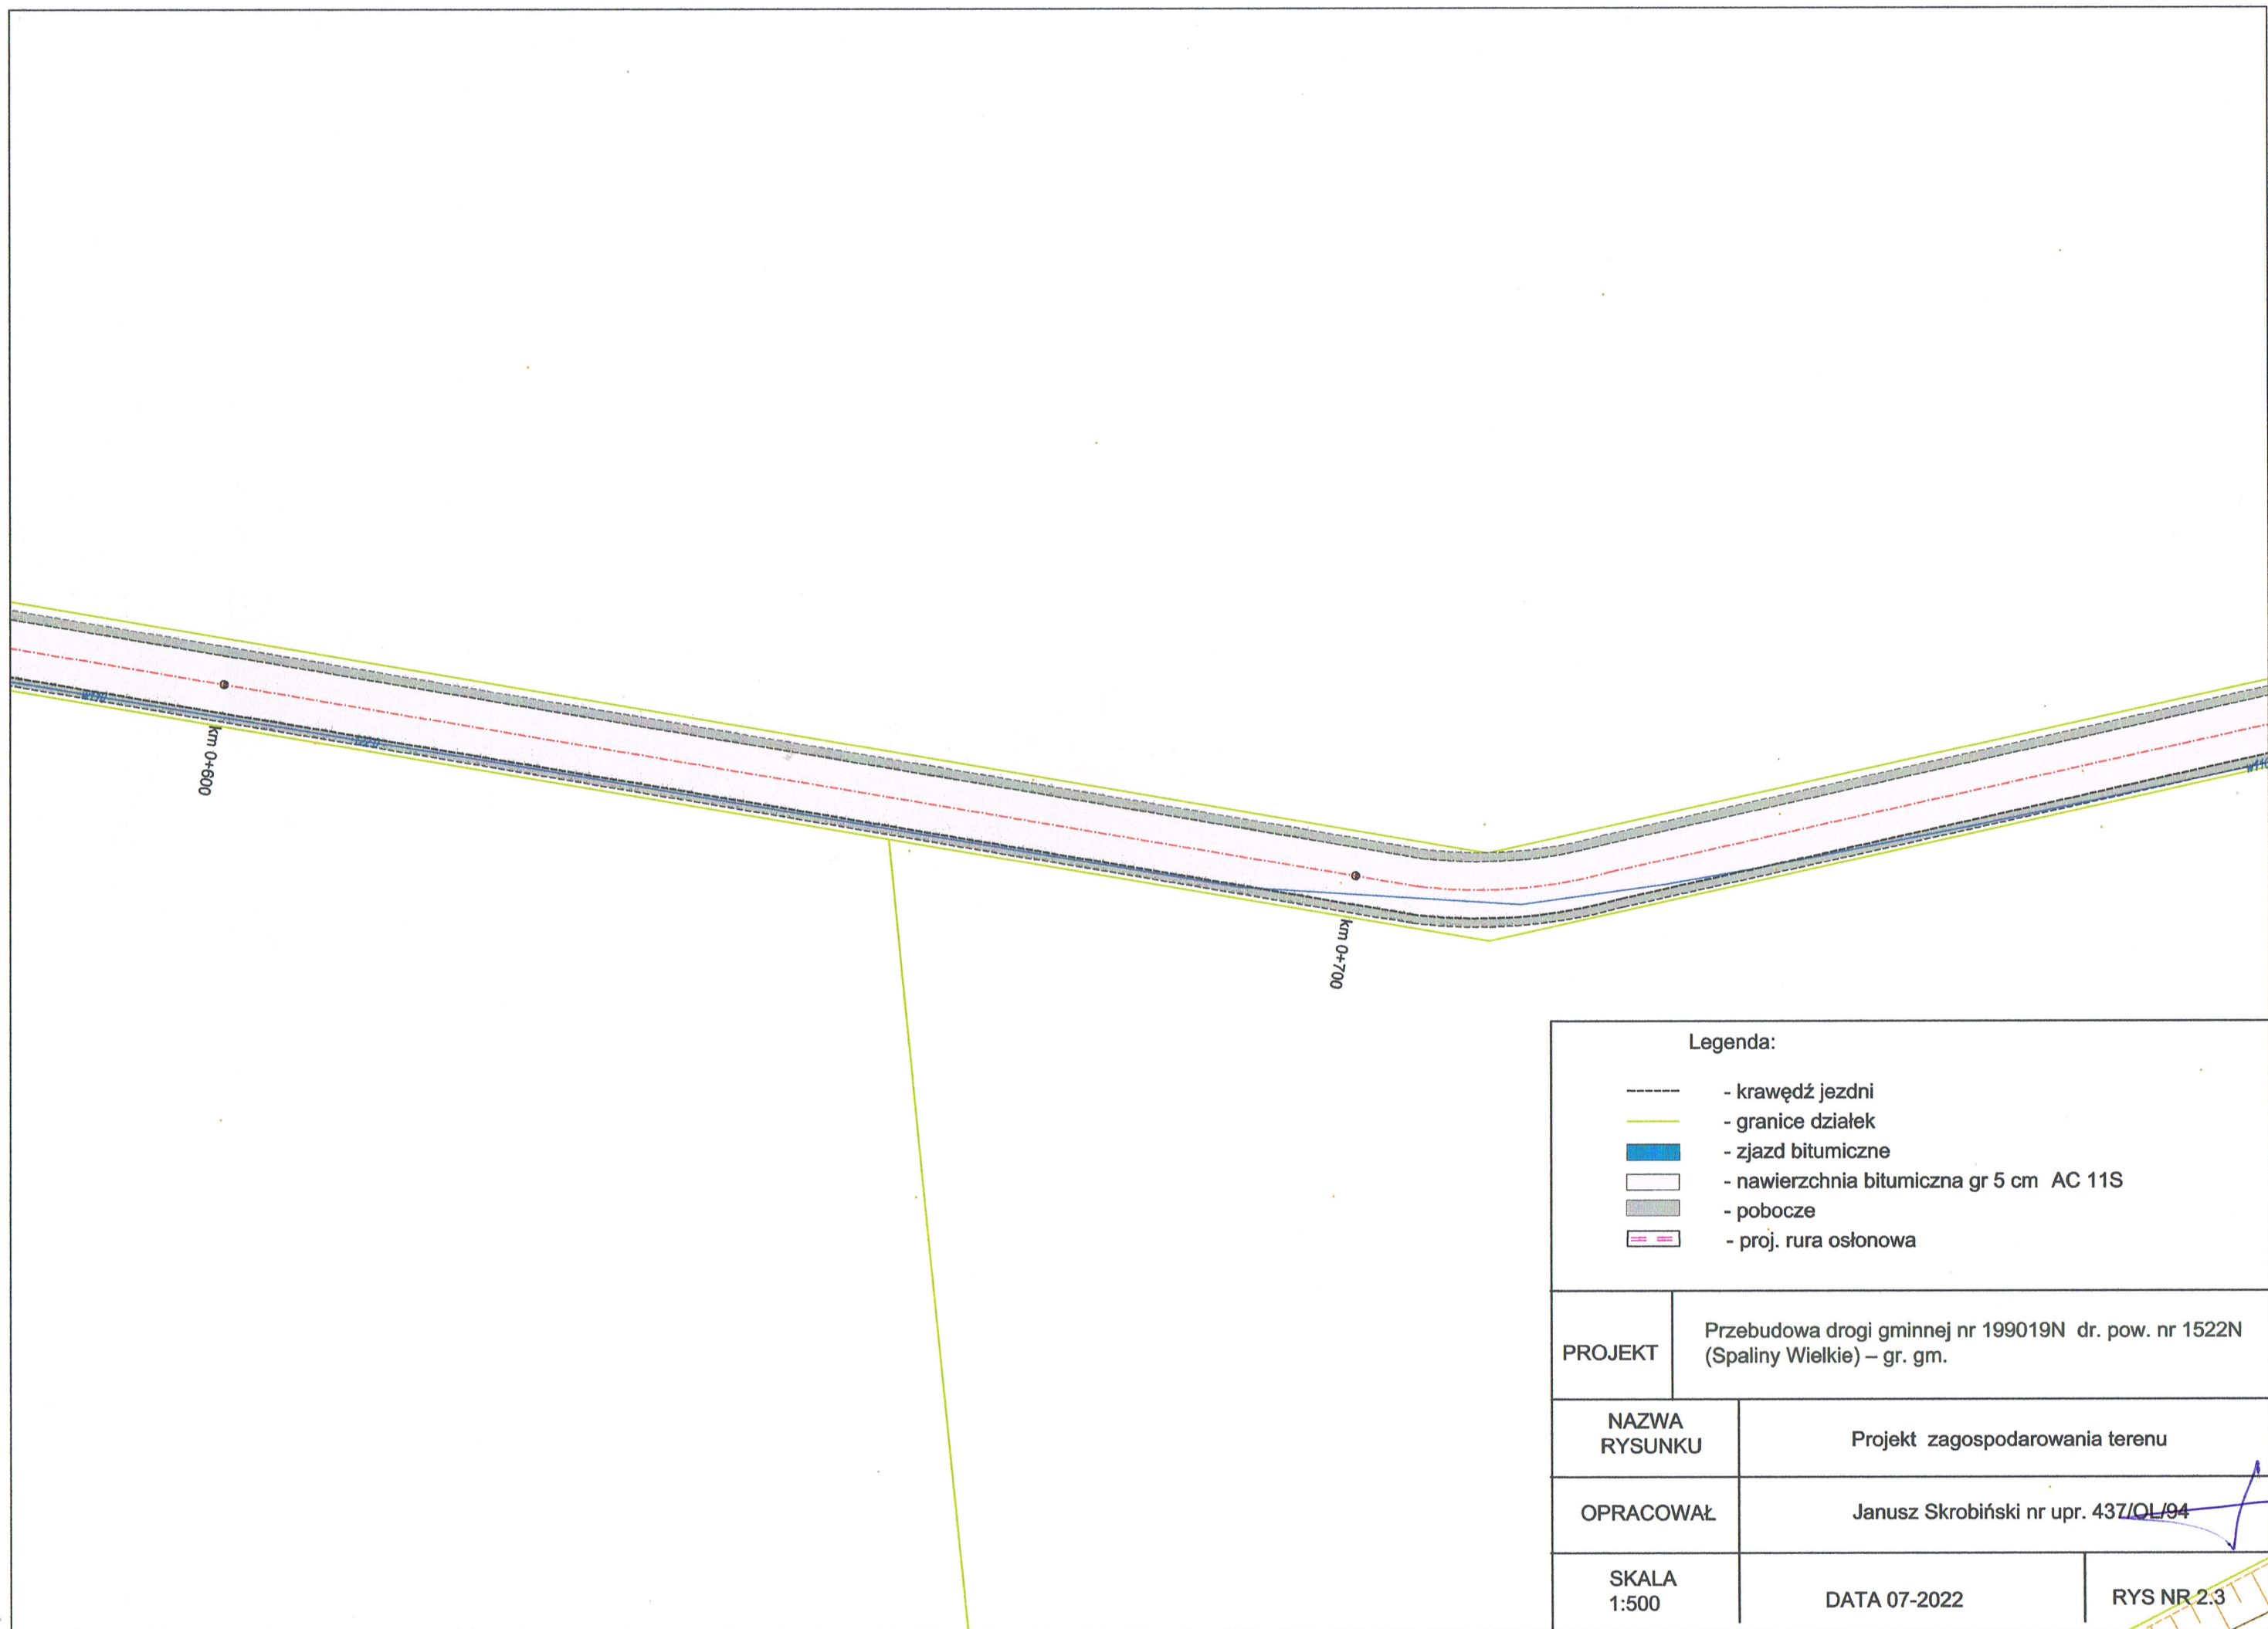 km 0+600
km 0+700
Legenda:
- krawędź jezdni
- granice działek
- zjazd bitumiczne
- nawierzchnia bitumiczna gr 5 cm AC 11S
- pobocze
- proj. rura osłonowa
PROJEKT
Przebudowa drogi gminnej nr 199019N dr. pow. nr 1522N
(Spaliny Wielkie) – gr. gm.
NAZWA
RYSUNKU
Projekt zagospodarowania terenu
OPRACOWAŁ
Janusz Skrobiński nr upr. 437/OL/94
SKALA
1:500
DATA 07-2022
RYS NR 2.3